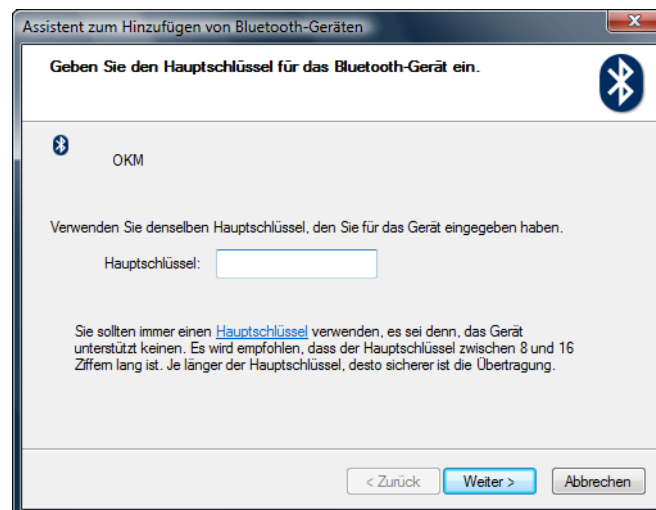 Assistent zum Hinzufügen von Bluetooth-Geräten
Geben Sie den Hauptschlüssel für das Bluetooth-Gerät ein.
OKM
Verwenden Sie denselben Hauptschlüssel, den Sie für das Gerät eingegeben haben.
Hauptschlüssel:
Sie sollten immer einen Hauptschlüssel verwenden, es sei denn, das Gerät
unterstützt keinen. Es wird empfohlen, dass der Hauptschlüssel zwischen 8 und 16
Ziffern lang ist. Je länger der Hauptschlüssel, desto sicherer ist die Übertragung.
< Zurück Weiter > Abbrechen